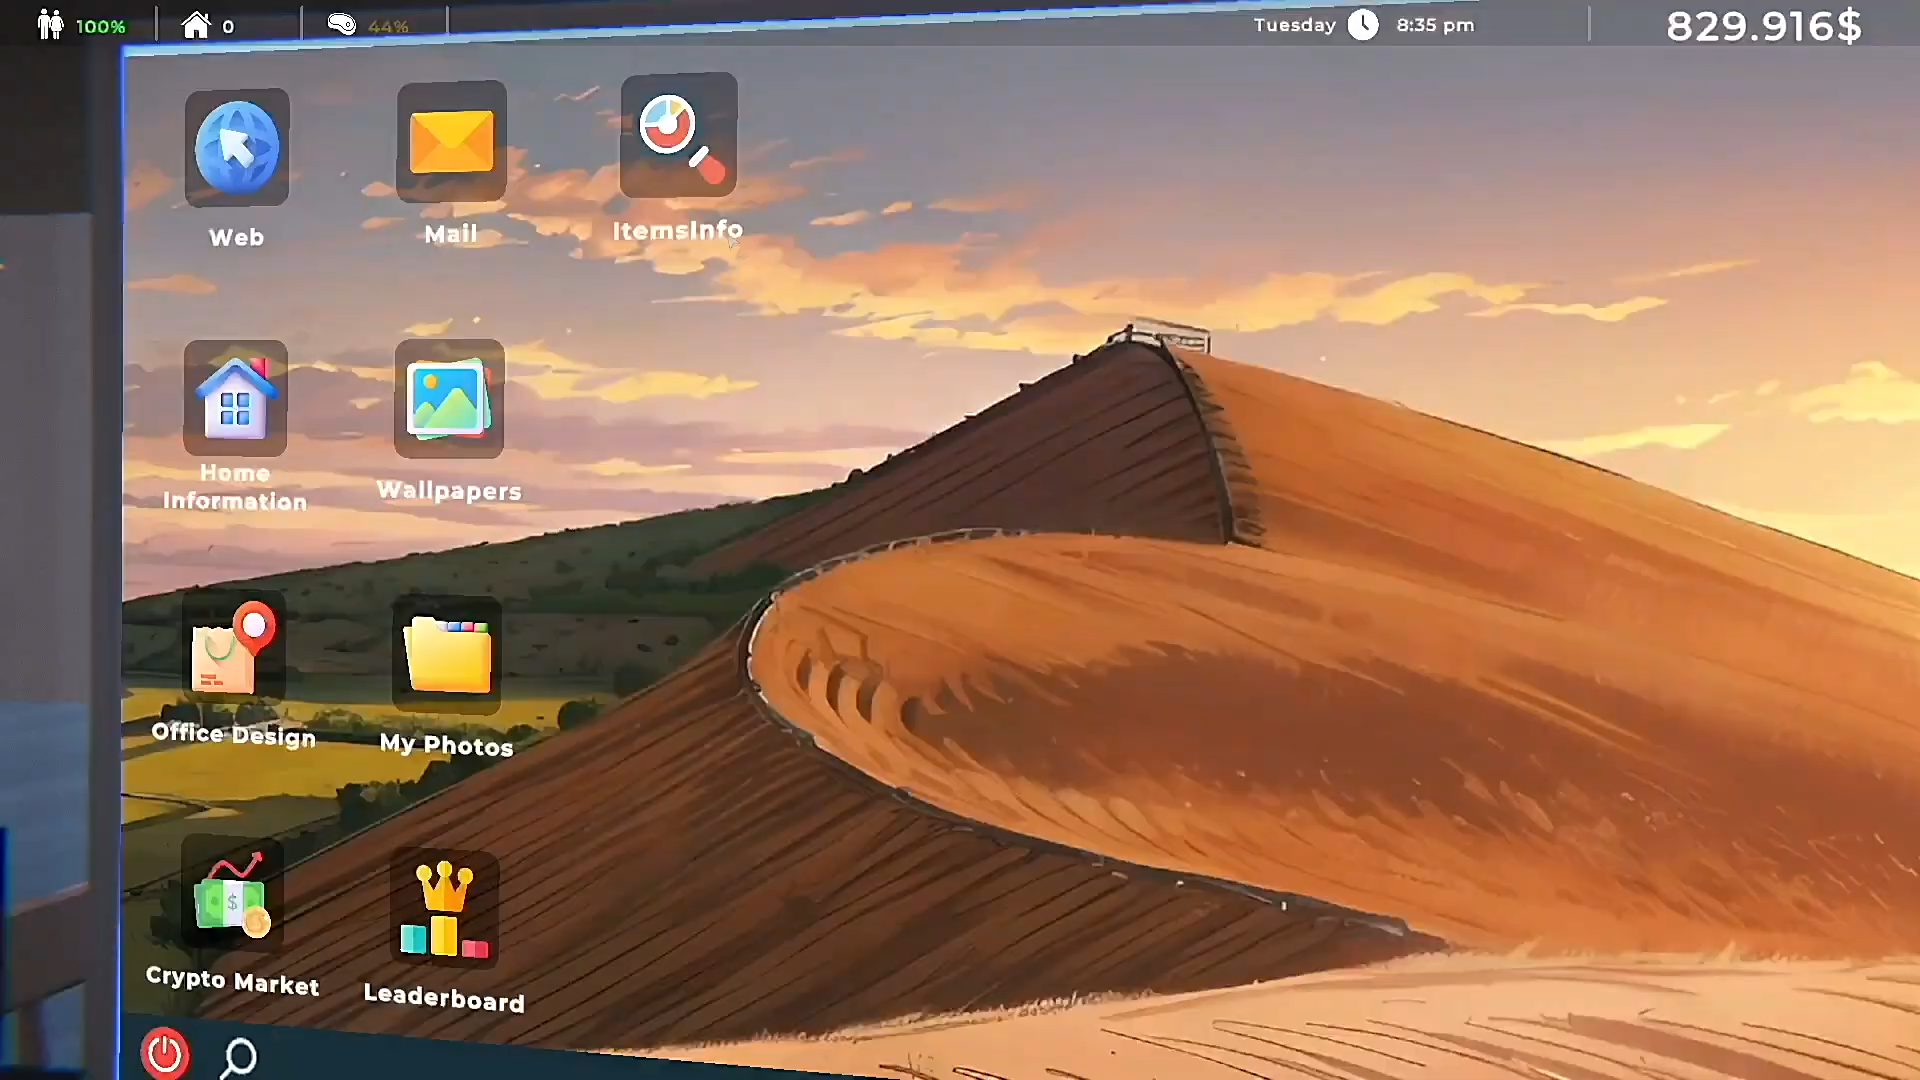 100%
0
44%
Tuesday 8:35 pm
829.916$
Web
Mail
ItemsInfo
Home
Information
Wallpapers
Office Design
My Photos
Crypto Market
Leaderboard